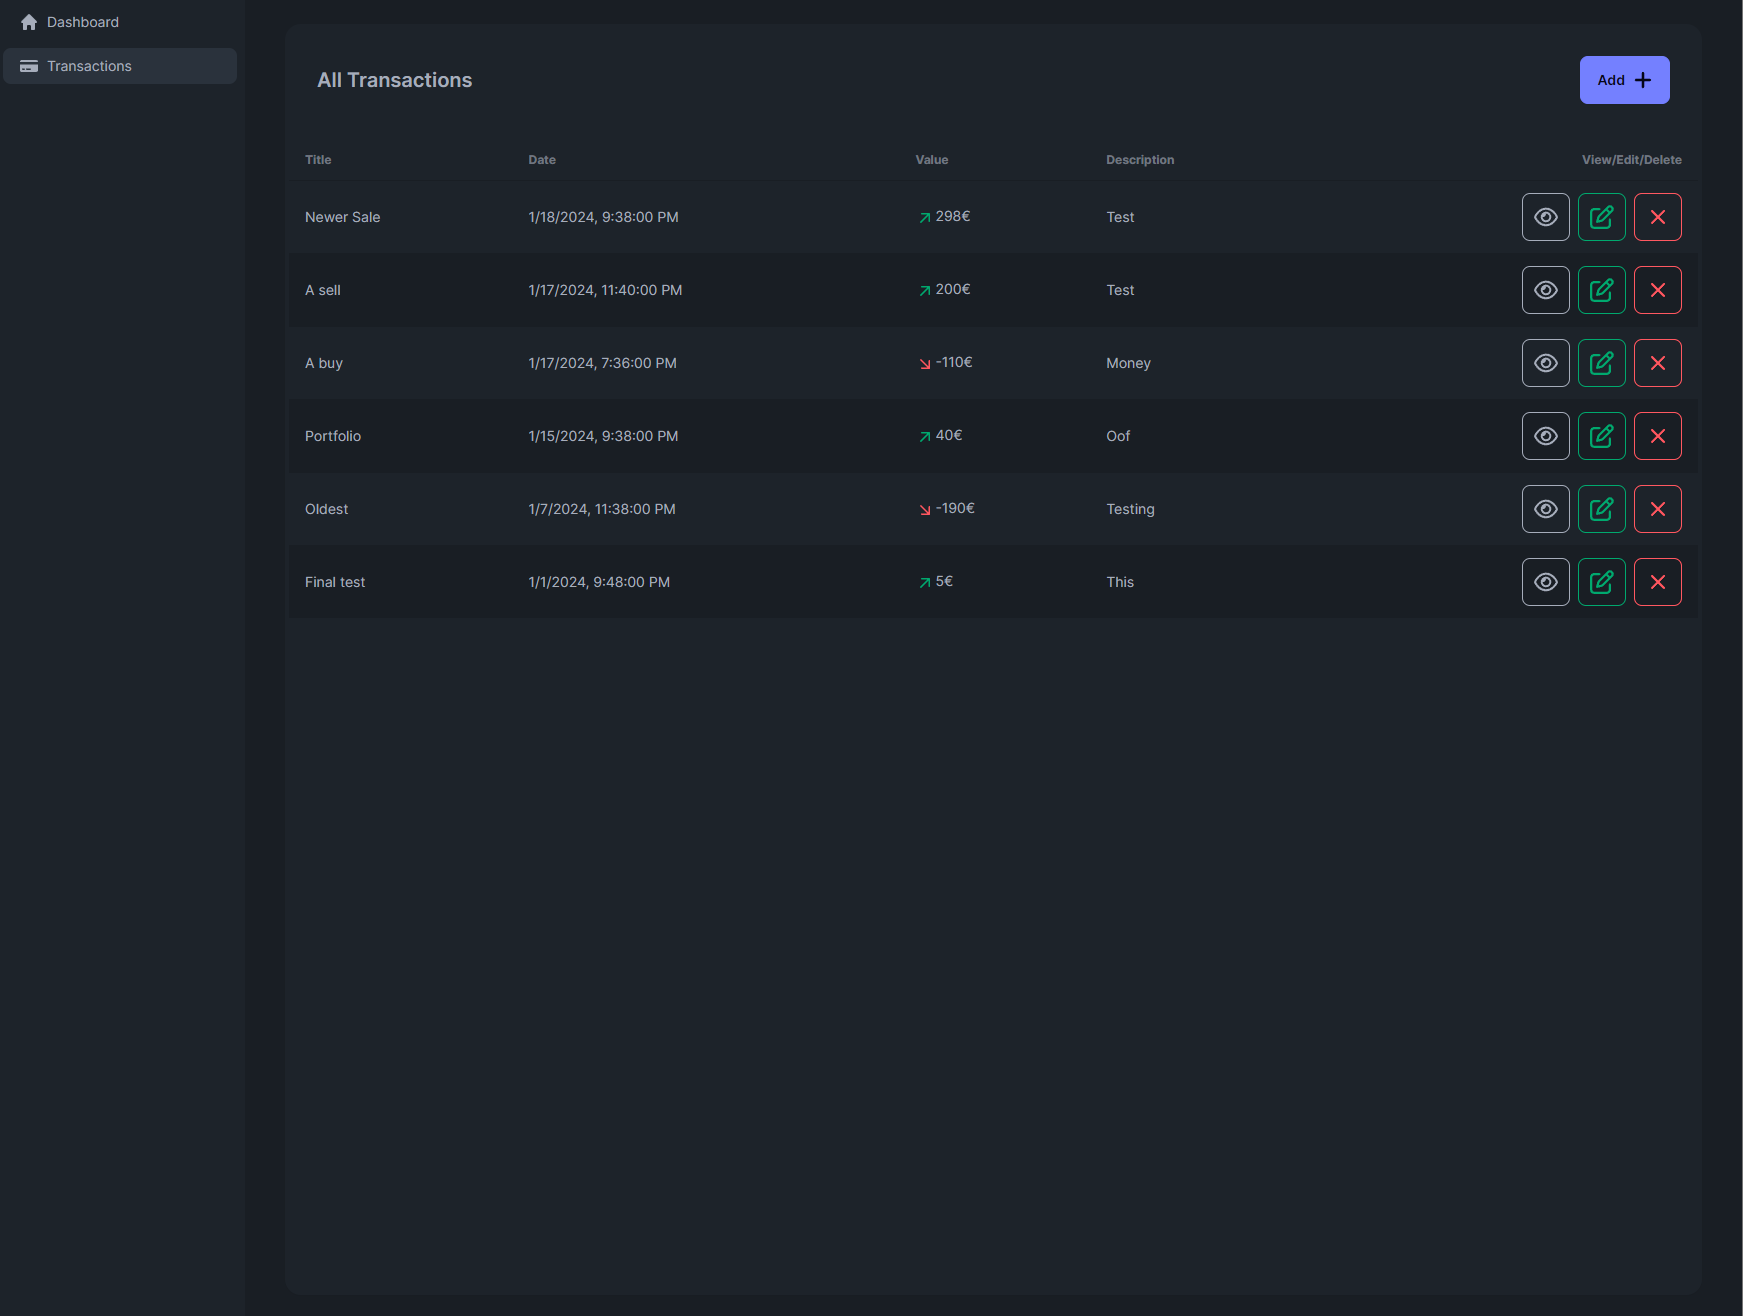 Dashboard
Transactions
All Transactions
Add
Title Date Value Description View/Edit/Delete
Newer Sale 1/18/2024, 9:38:00 PM 298€ Test
A sell 1/17/2024, 11:40:00 PM 200€ Test
A buy 1/17/2024, 7:36:00 PM -110€ Money
Portfolio 1/15/2024, 9:38:00 PM 40€ Oof
Oldest 1/7/2024, 11:38:00 PM -190€ Testing
Final test 1/1/2024, 9:48:00 PM 5€ This